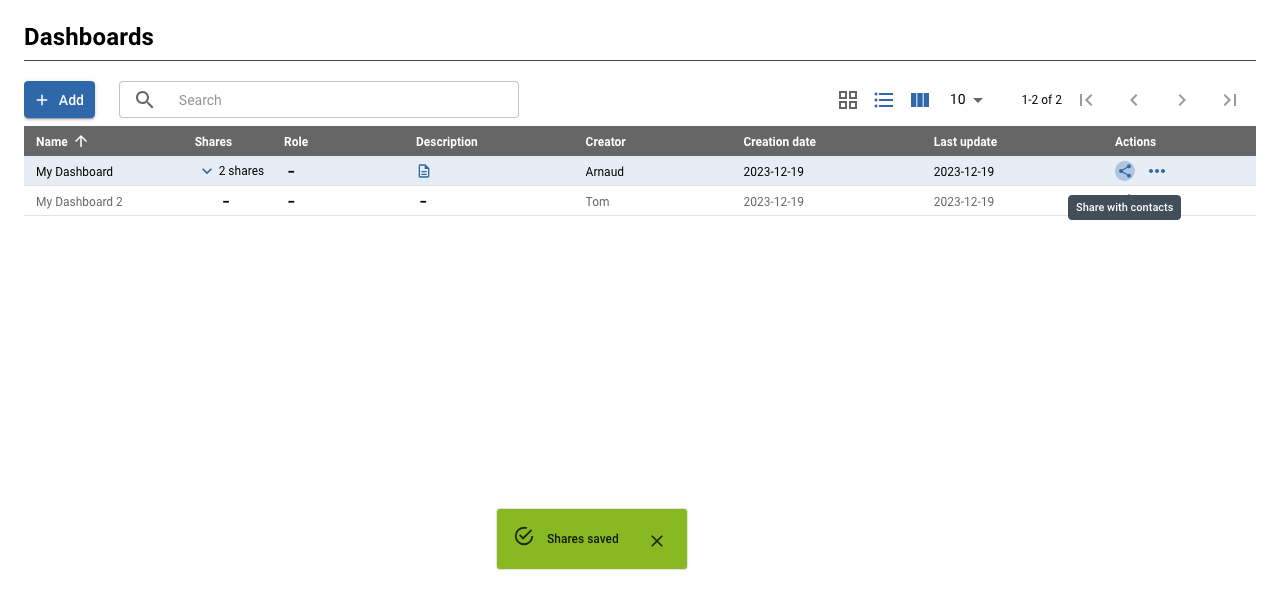 Dashboards
Add
Search
10
1-2 of 2
Name Shares Role Description Creator Creation date Last update Actions
My Dashboard 2 shares – Arnaud 2023-12-19 2023-12-19
My Dashboard 2 – – – Tom 2023-12-19 2023-12-19
Share with contacts
Shares saved